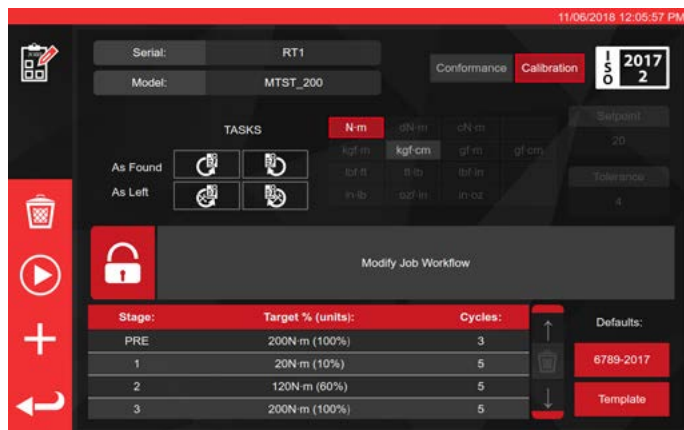 11/06/2018 12:05:57 PM
Serial: RT1
Model: MTST_200
Conformance Calibration
ISO 2017 2
TASKS
As Found
As Left
N·m dN·m cN·m
kgf·m kgf·cm gf·m gf·cm
lbf·ft ft·lb lbf·in
in·lb ozf·in in·oz
Setpoint
20
Tolerance
4
Modify Job Workflow
Stage: Target % (units): Cycles:
PRE 200N·m (100%) 3
1 20N·m (10%) 5
2 120N·m (60%) 5
3 200N·m (100%) 5
Defaults:
6789-2017
Template